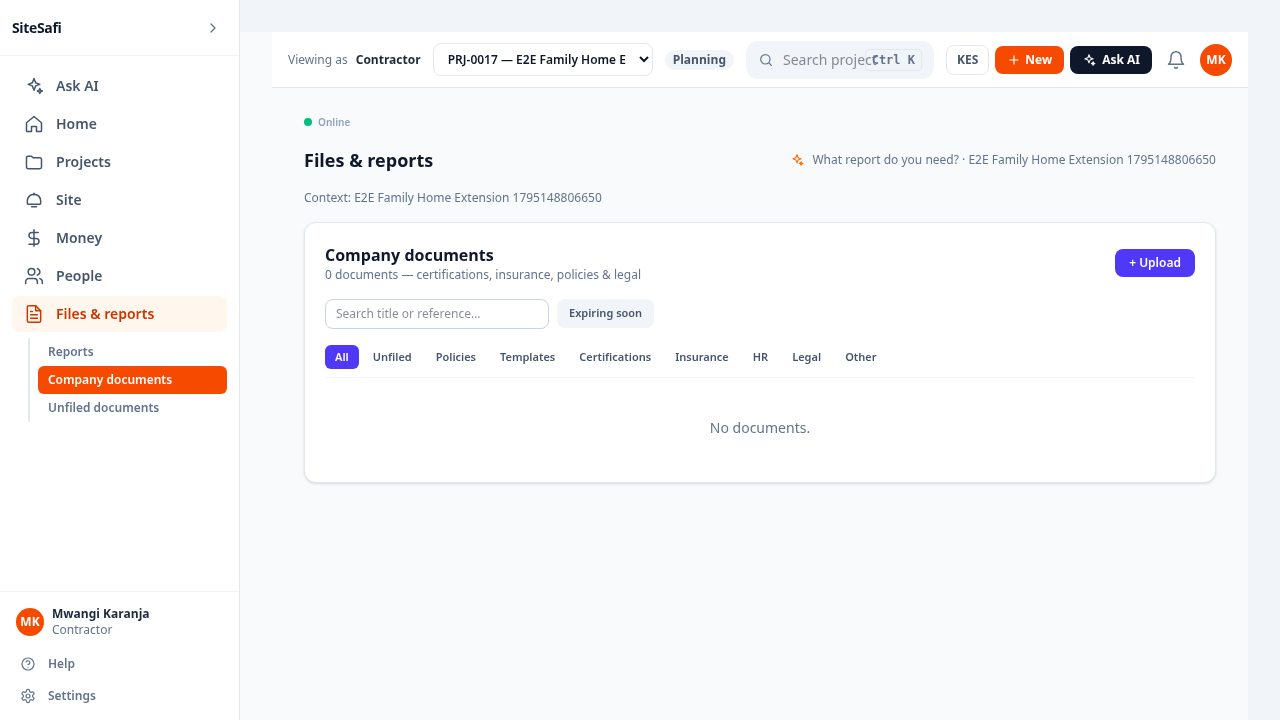 SiteSafi
Ask AI
Home
Projects
Site
Money
People
Files & reports
Reports
Company documents
Unfiled documents
MK
Mwangi Karanja
Contractor
Help
Settings
Viewing as Contractor
PRJ-0017 — E2E Family Home E
Planning
Search project
Ctrl K
KES
+ New
Ask AI
MK
Online
Files & reports
What report do you need? · E2E Family Home Extension 1795148806650
Context: E2E Family Home Extension 1795148806650
Company documents
0 documents — certifications, insurance, policies & legal
+ Upload
Search title or reference...
Expiring soon
All Unfiled Policies Templates Certifications Insurance HR Legal Other
No documents.